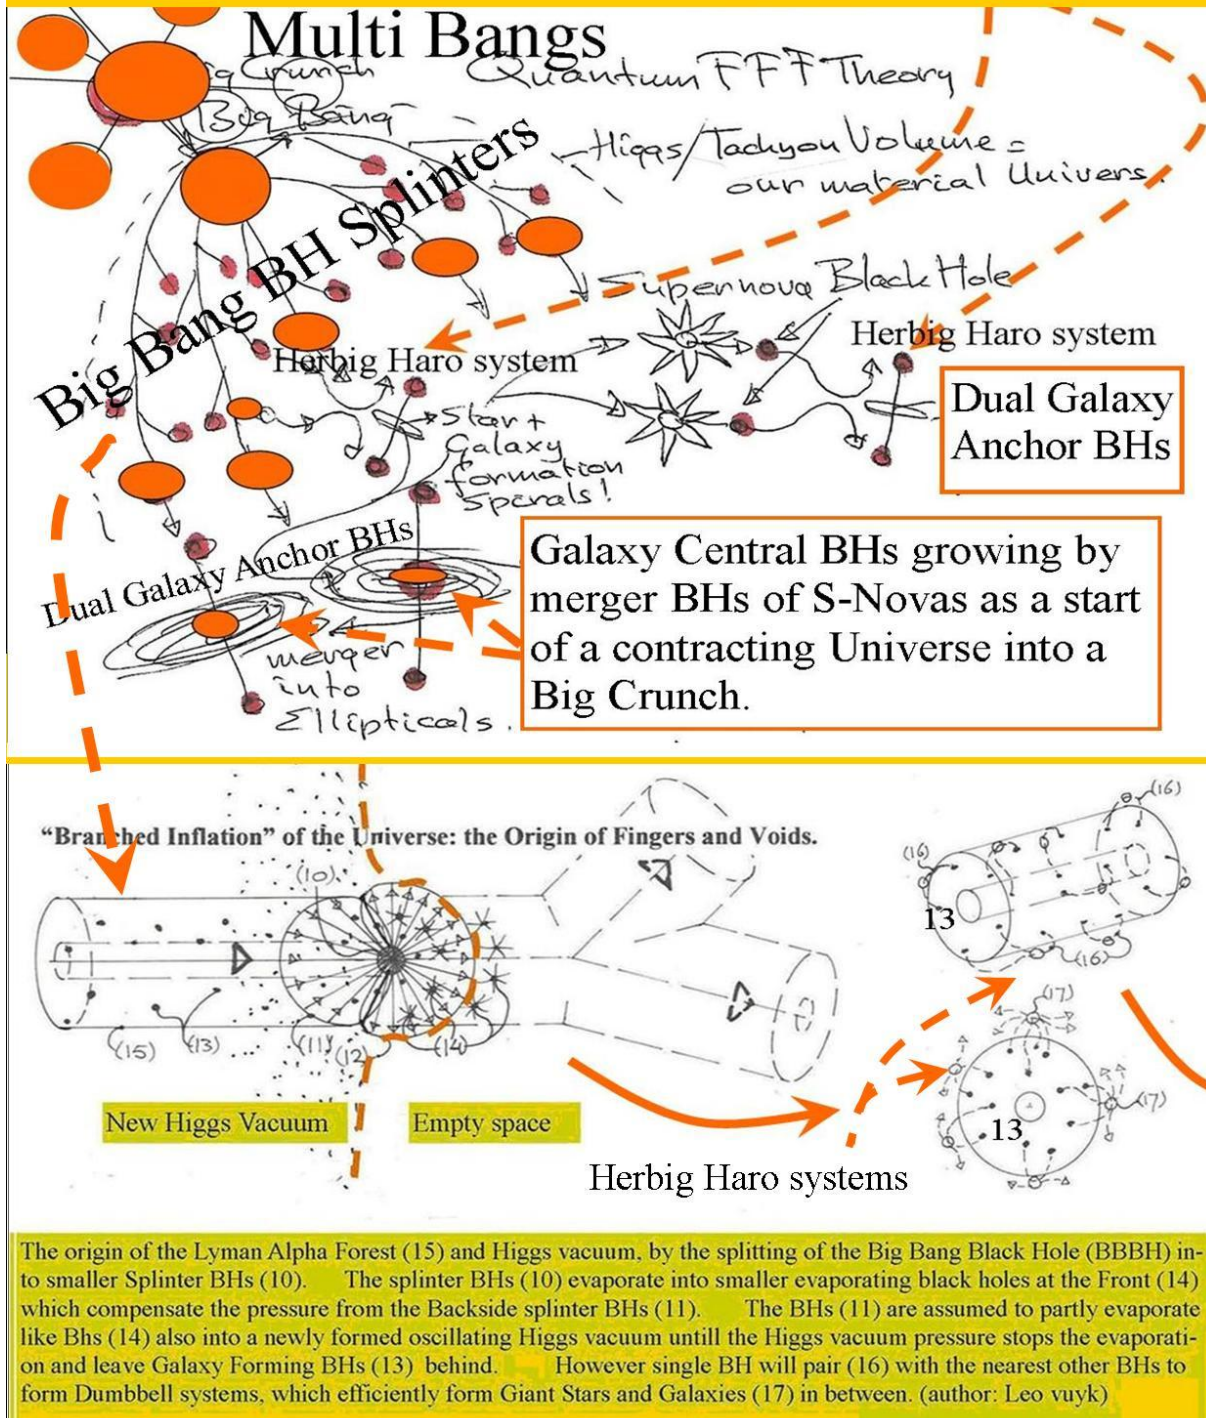 Multi Bangs
Big Crunch
Big Bang
Quantum FFF Theory
Higgs/Tachyon Volume =
our material Univers.
Big Bang BH Splinters
Supernova Black Hole
Herbig Haro system
Herbig Haro system
Dual Galaxy
Anchor BHs
Start
Galaxy
formation
Spirals!
Dual Galaxy Anchor BHs
Galaxy Central BHs growing by
merger BHs of S-Novas as a start
of a contracting Universe into a
Big Crunch.
merger
into
Ellipticals.
“Branched Inflation” of the Universe: the Origin of Fingers and Voids.
(16)
(16)
(10)
13
(16)
(17)
(15)
(13)
(11)
(12)
(14)
(17)
13
New Higgs Vacuum
Empty space
Herbig Haro systems
The origin of the Lyman Alpha Forest (15) and Higgs vacuum, by the splitting of the Big Bang Black Hole (BBBH) in-
to smaller Splinter BHs (10). The splinter BHs (10) evaporate into smaller evaporating black holes at the Front (14)
which compensate the pressure from the Backside splinter BHs (11). The BHs (11) are assumed to partly evaporate
like Bhs (14) also into a newly formed oscillating Higgs vacuum untill the Higgs vacuum pressure stops the evaporati-
on and leave Galaxy Forming BHs (13) behind. However single BH will pair (16) with the nearest other BHs to
form Dumbbell systems, which efficiently form Giant Stars and Galaxies (17) in between. (author: Leo vuyk)